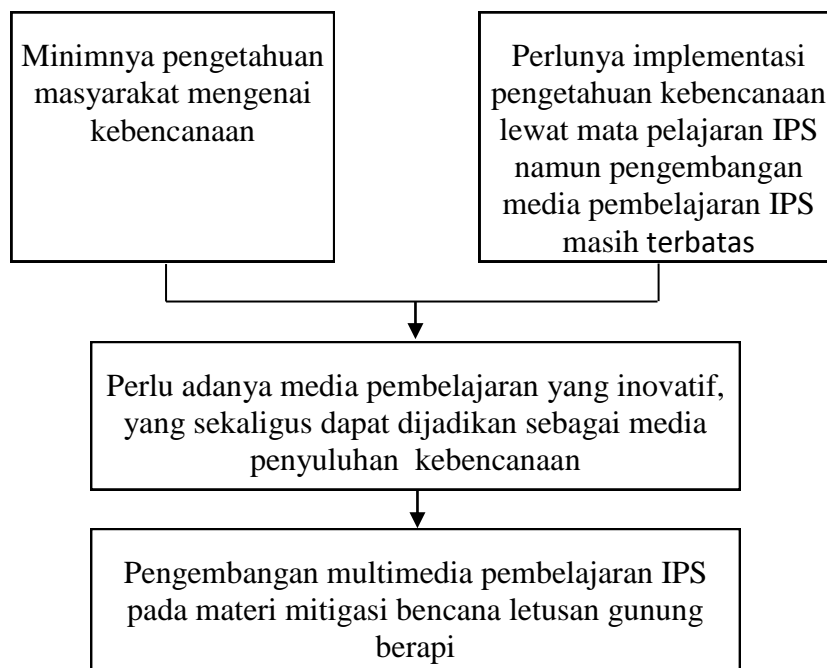 Minimnya pengetahuan
masyarakat mengenai
kebencanaan
Perlunya implementasi
pengetahuan kebencanaan
lewat mata pelajaran IPS
namun pengembangan
media pembelajaran IPS
masih terbatas
Perlu adanya media pembelajaran yang inovatif,
yang sekaligus dapat dijadikan sebagai media
penyuluhan kebencanaan
Pengembangan multimedia pembelajaran IPS
pada materi mitigasi bencana letusan gunung
berapi